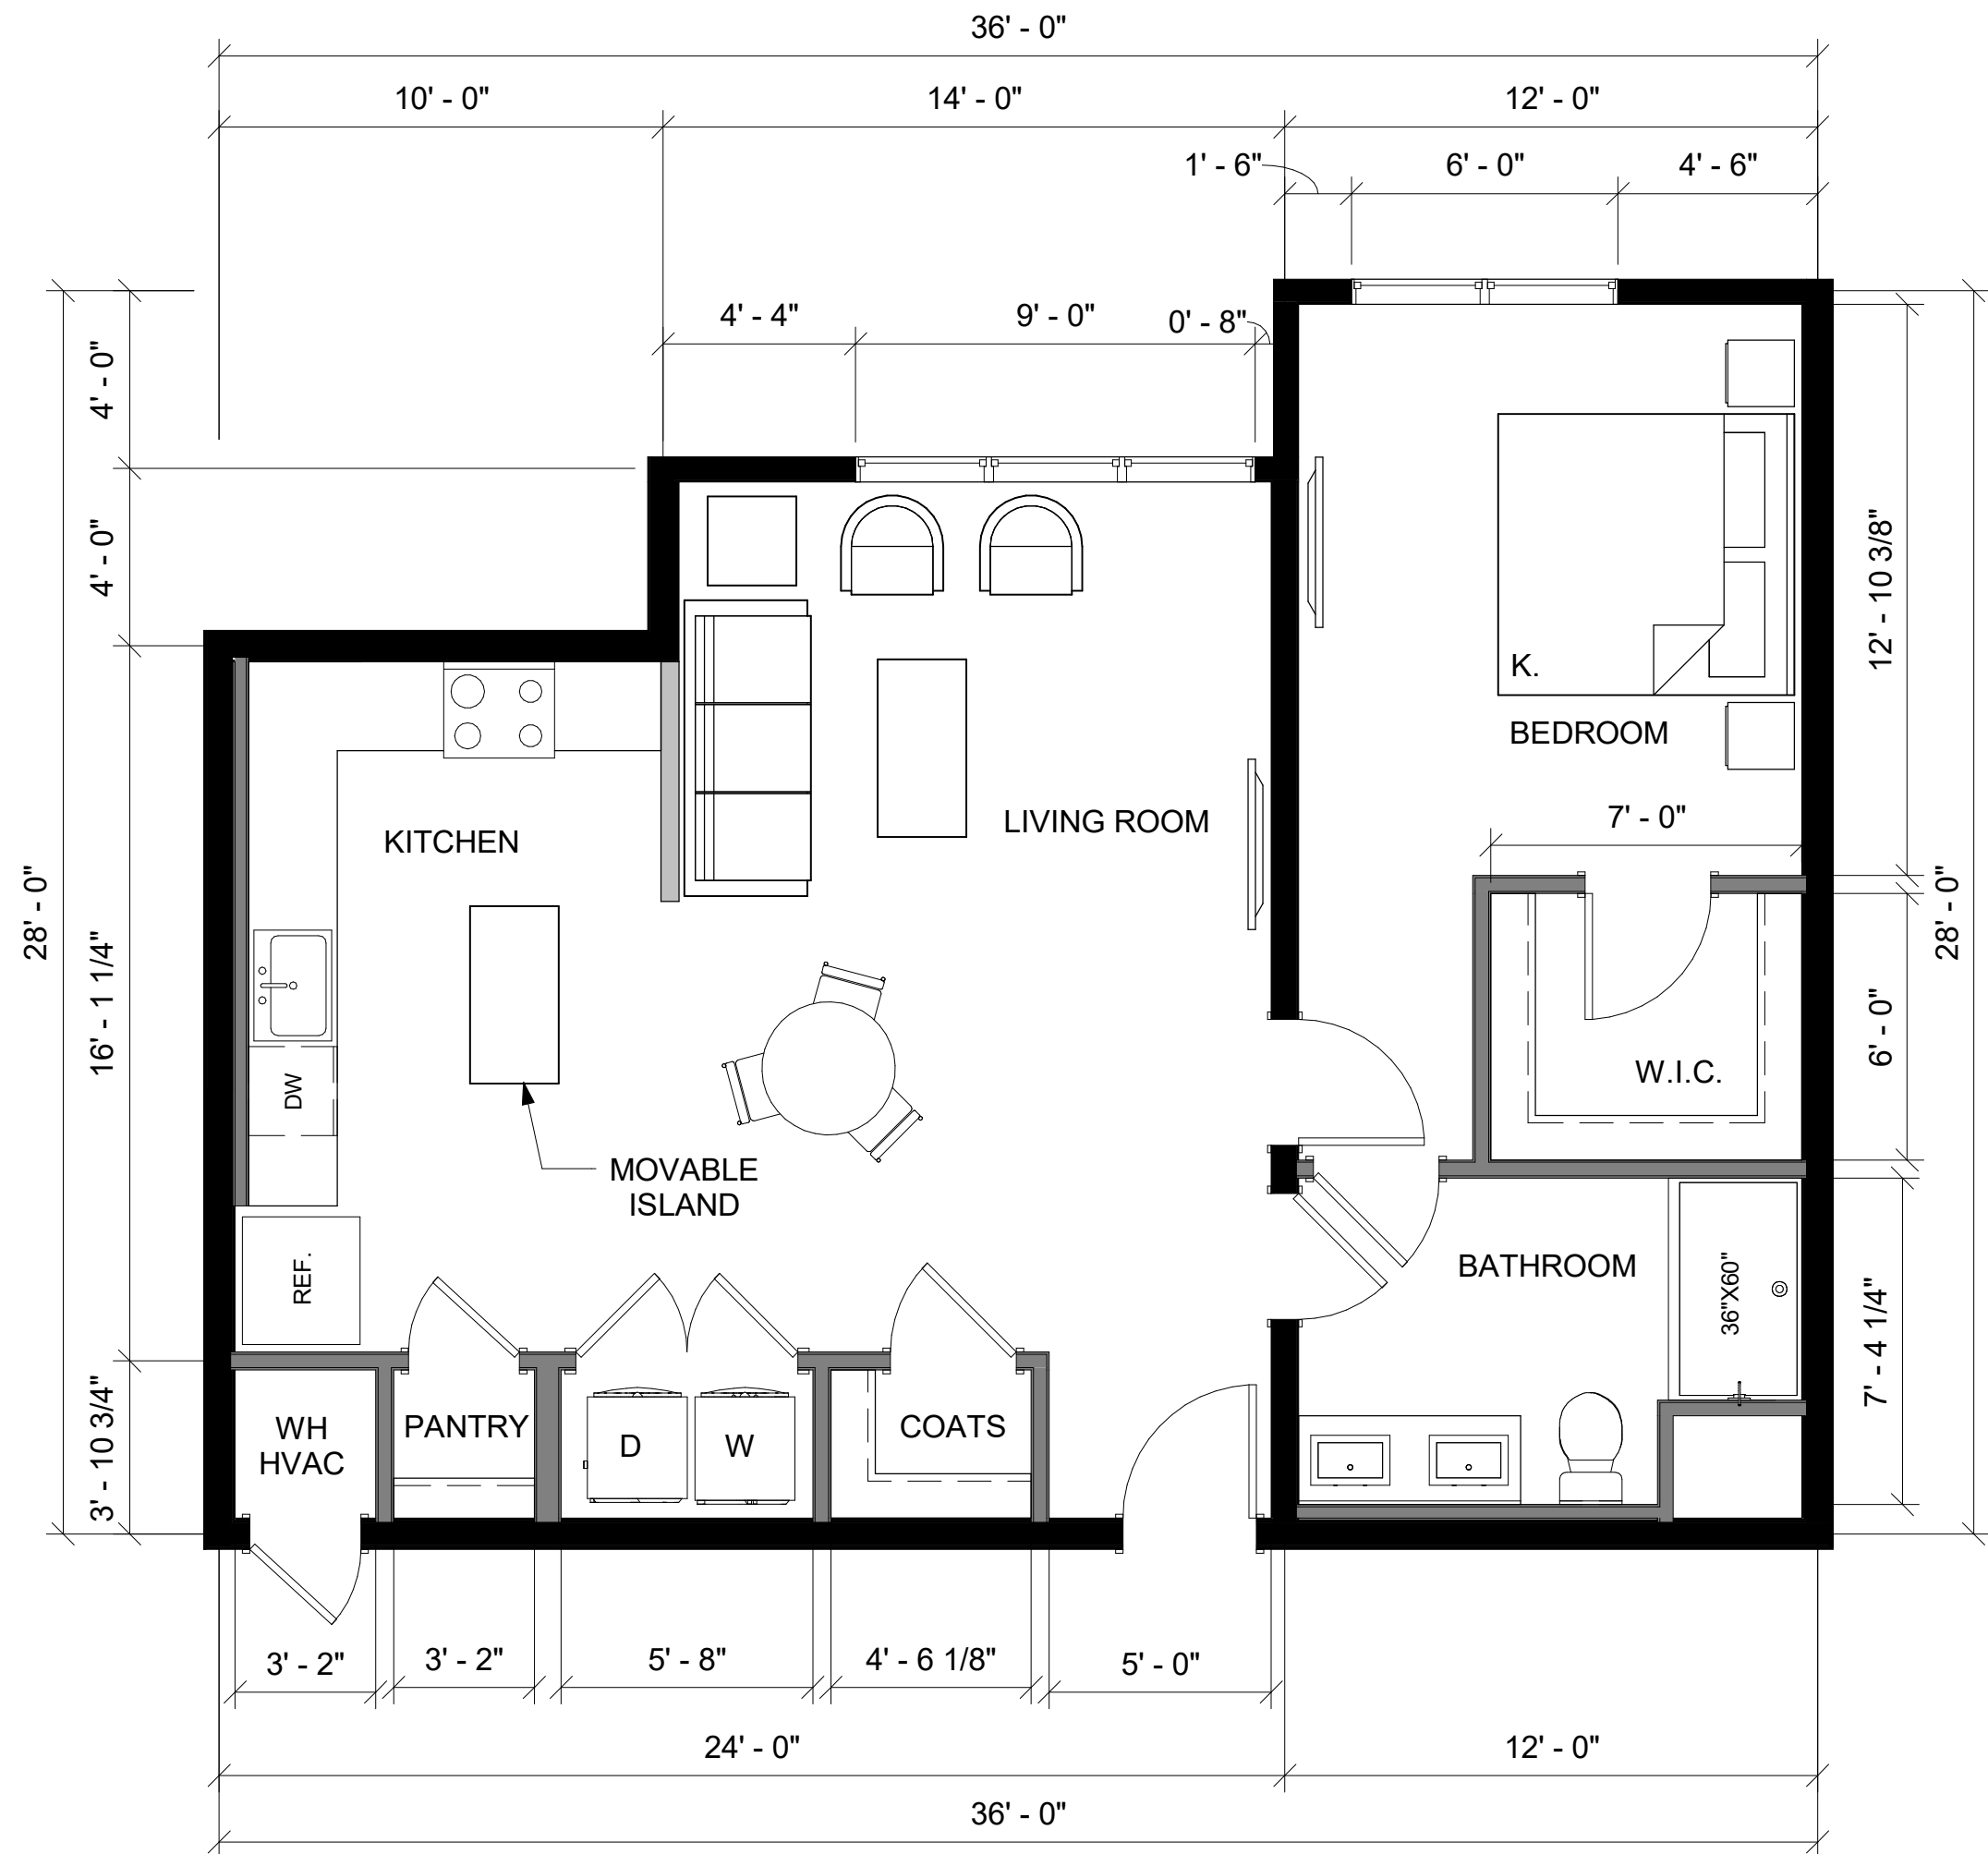 36' - 0"
10' - 0"
14' - 0"
12' - 0"
1' - 6"
6' - 0"
4' - 6"
4' - 4"
9' - 0"
0' - 8"
4' - 0"
4' - 0"
12' - 10 3/8"
K.
BEDROOM
7' - 0"
LIVING ROOM
KITCHEN
28' - 0"
16' - 1 1/4"
28' - 0"
6' - 0"
W.I.C.
DW
MOVABLE
ISLAND
REF.
BATHROOM
36"X60"
7' - 4 1/4"
3' - 10 3/4"
WH
HVAC
PANTRY
D
W
COATS
3' - 2"
3' - 2"
5' - 8"
4' - 6 1/8"
5' - 0"
24' - 0"
12' - 0"
36' - 0"